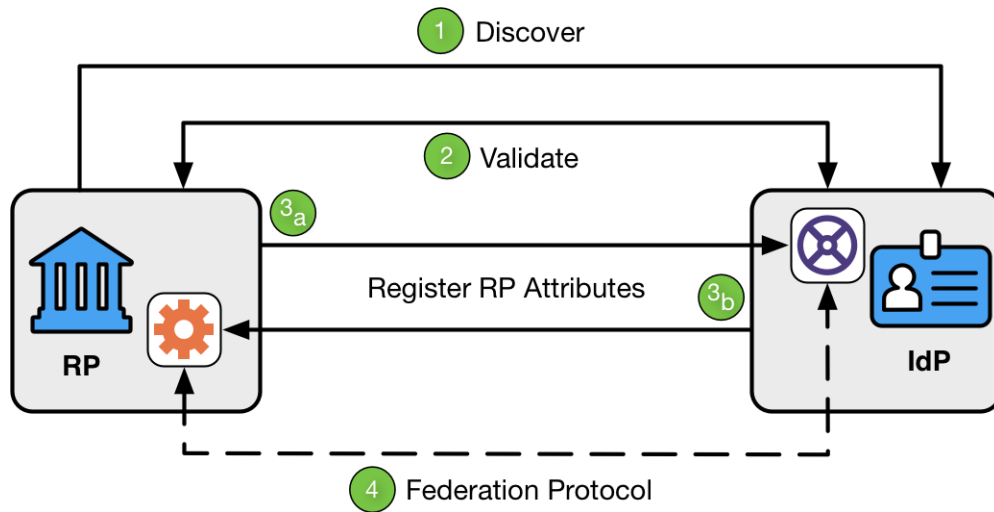 1 Discover
2 Validate
3a
Register RP Attributes
3b
RP
IdP
4 Federation Protocol